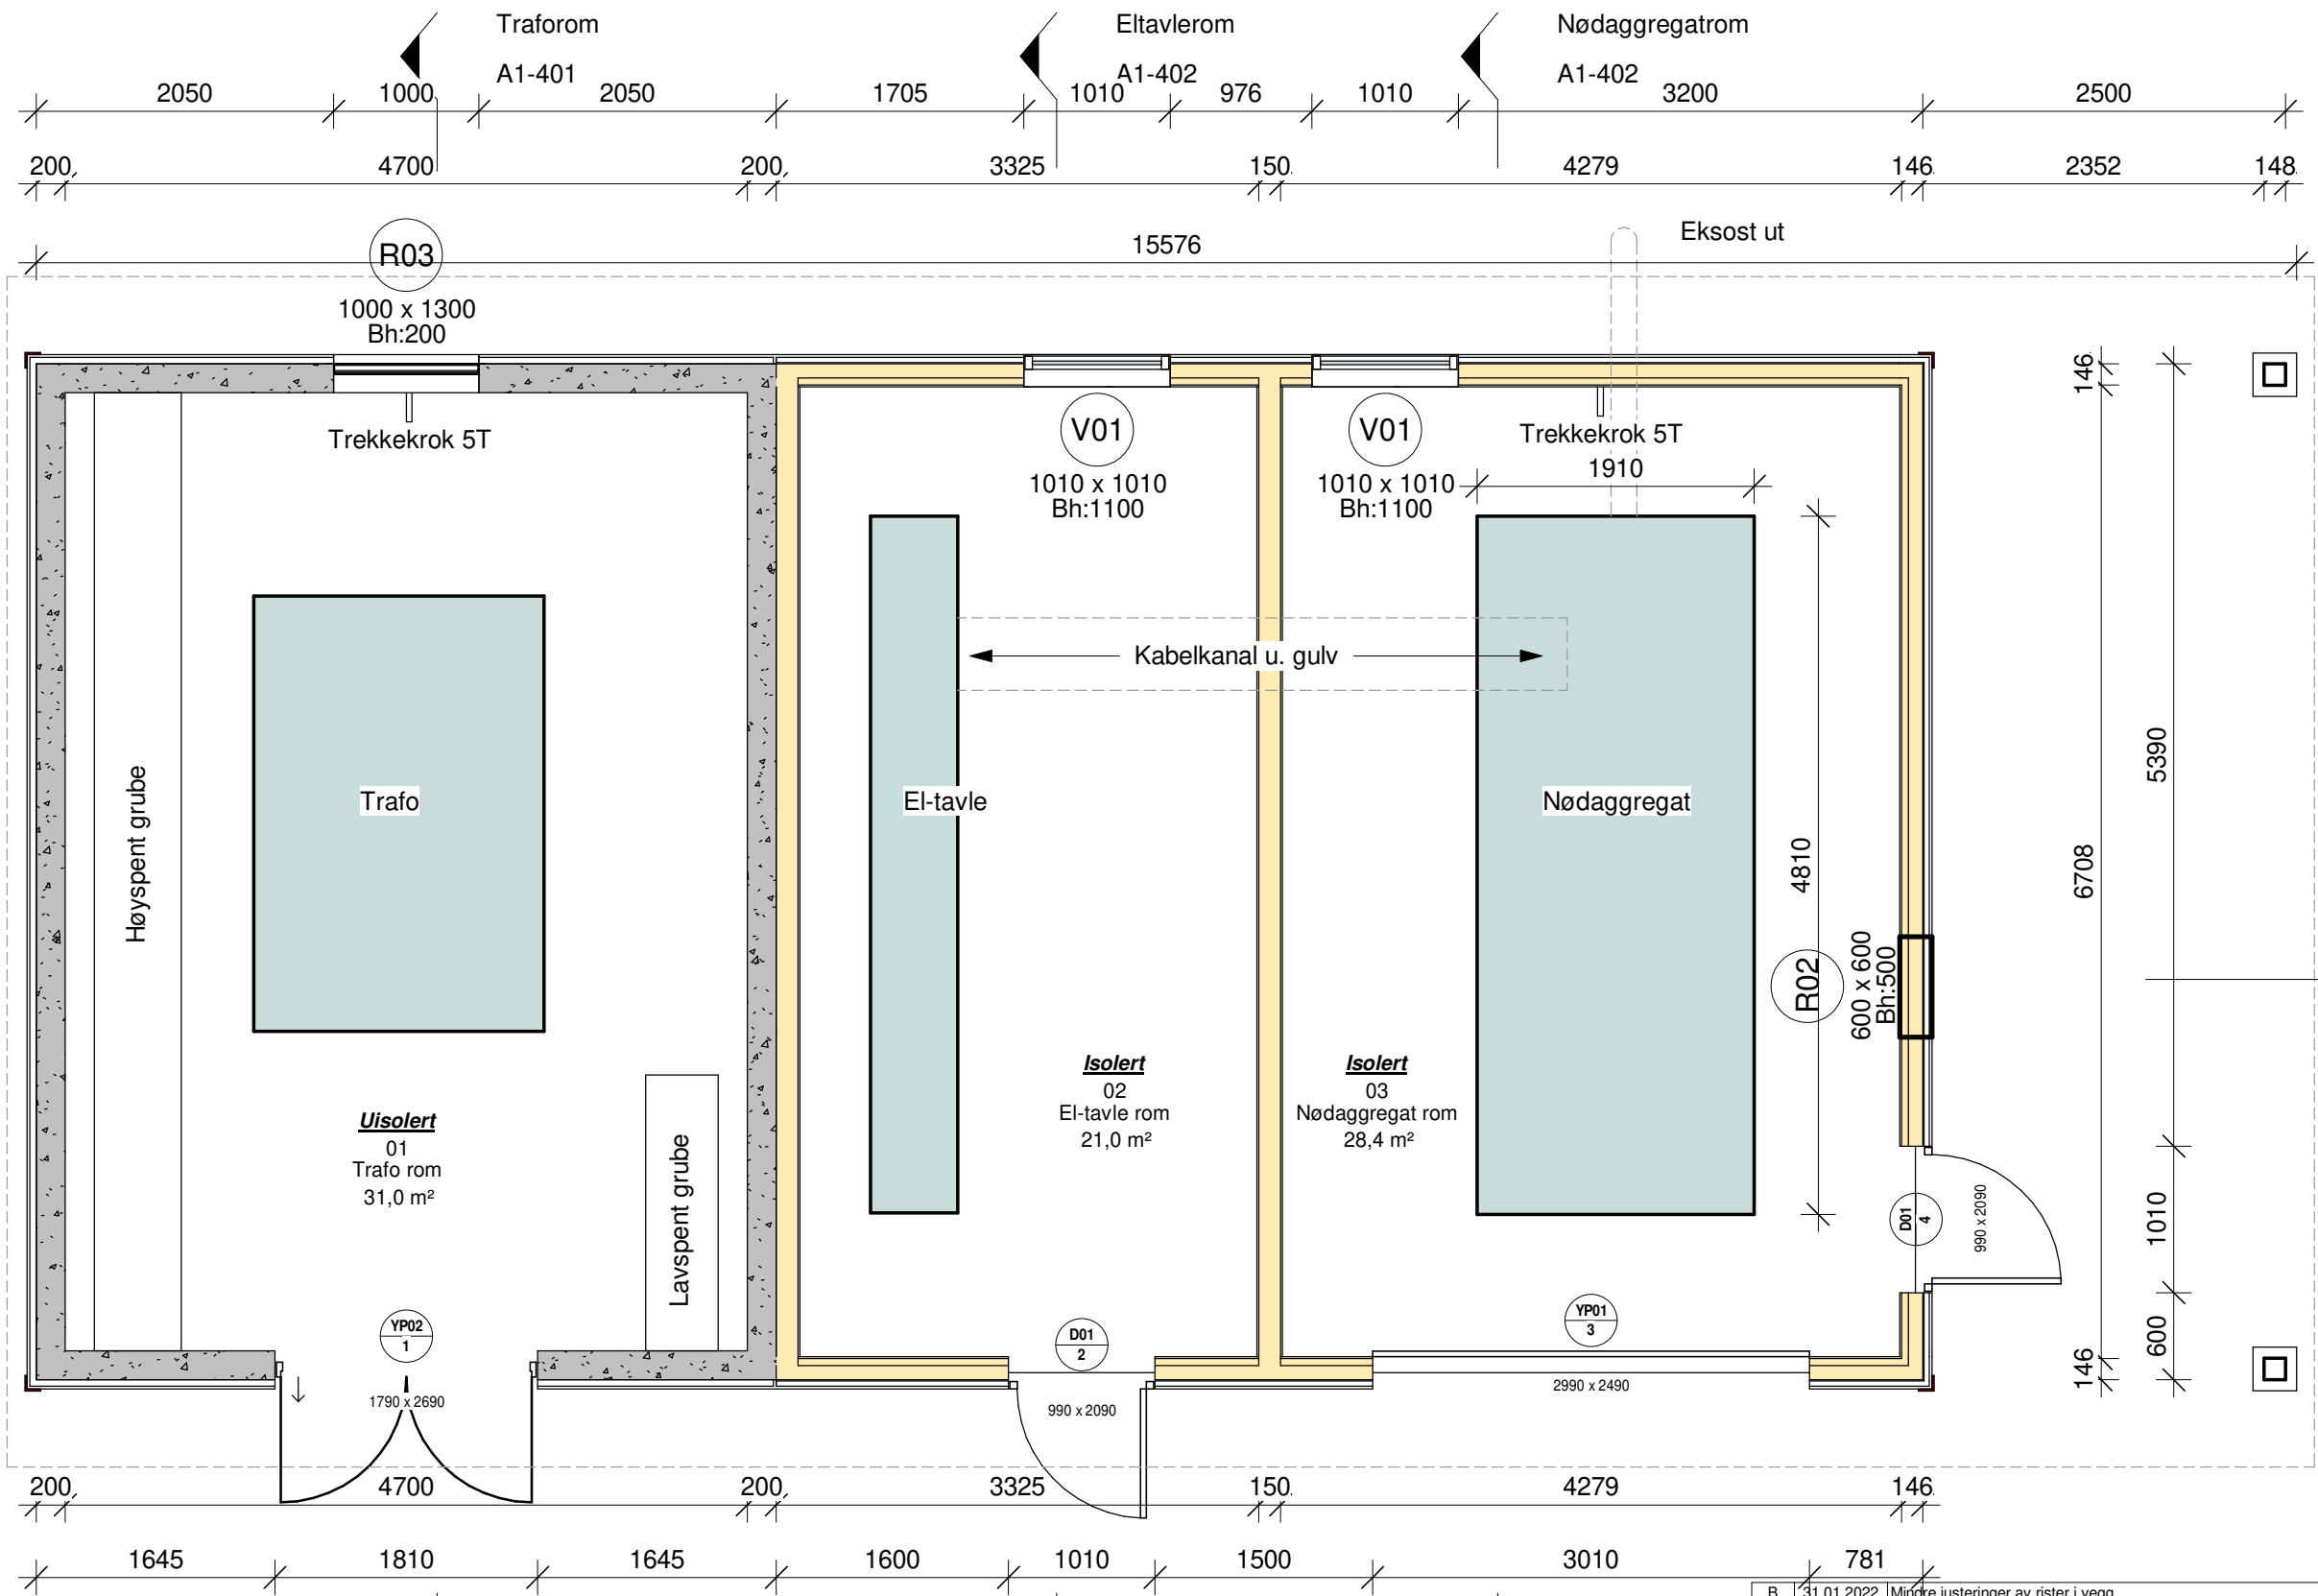 Traforom
A1-401
Eltavlerom
A1-402
Nødaggregatrom
A1-402
2050 1000 2050 1705 1010 976 1010 3200 2500
200 4700 200 3325 150 4279 146 2352 148
15576
Eksost ut
R03
1000 x 1300
Bh:200
Trekkekrok 5T
V01
1010 x 1010
Bh:1100
V01
1010 x 1010
Bh:1100
Trekkekrok 5T
1910
Kabelkanal u. gulv
Høyspent grube
Trafo
El-tavle
Nødaggregat
4810
R02
600 x 600
Bh:500
146
6708
146
5390
1010
600
Uisolert
01
Trafo rom
31,0 m²
Lavspent grube
Isolert
02
El-tavle rom
21,0 m²
Isolert
03
Nødaggregat rom
28,4 m²
D01
4
990 x 2090
YP02
1
1790 x 2690
D01
2
990 x 2090
YP01
3
2990 x 2490
200 4700 200 3325 150 4279 146
1645 1810 1645 1600 1010 1500 3010 781
B 31.01.2022 Mindre justeringer av rister i vegg